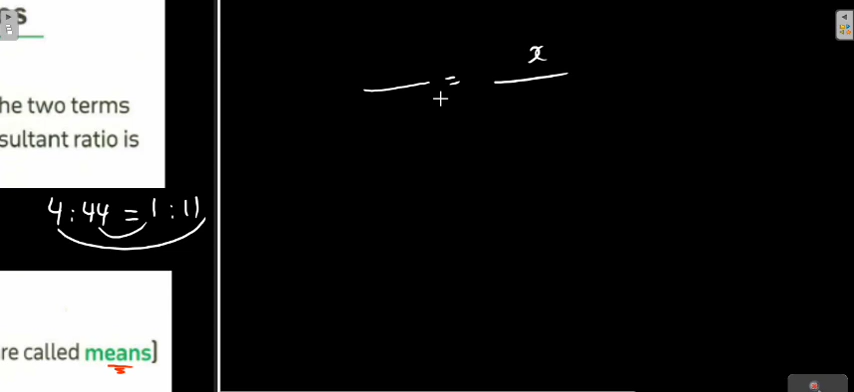 he two terms
sultant ratio is
4:44 = 1:11
re called means)
= x